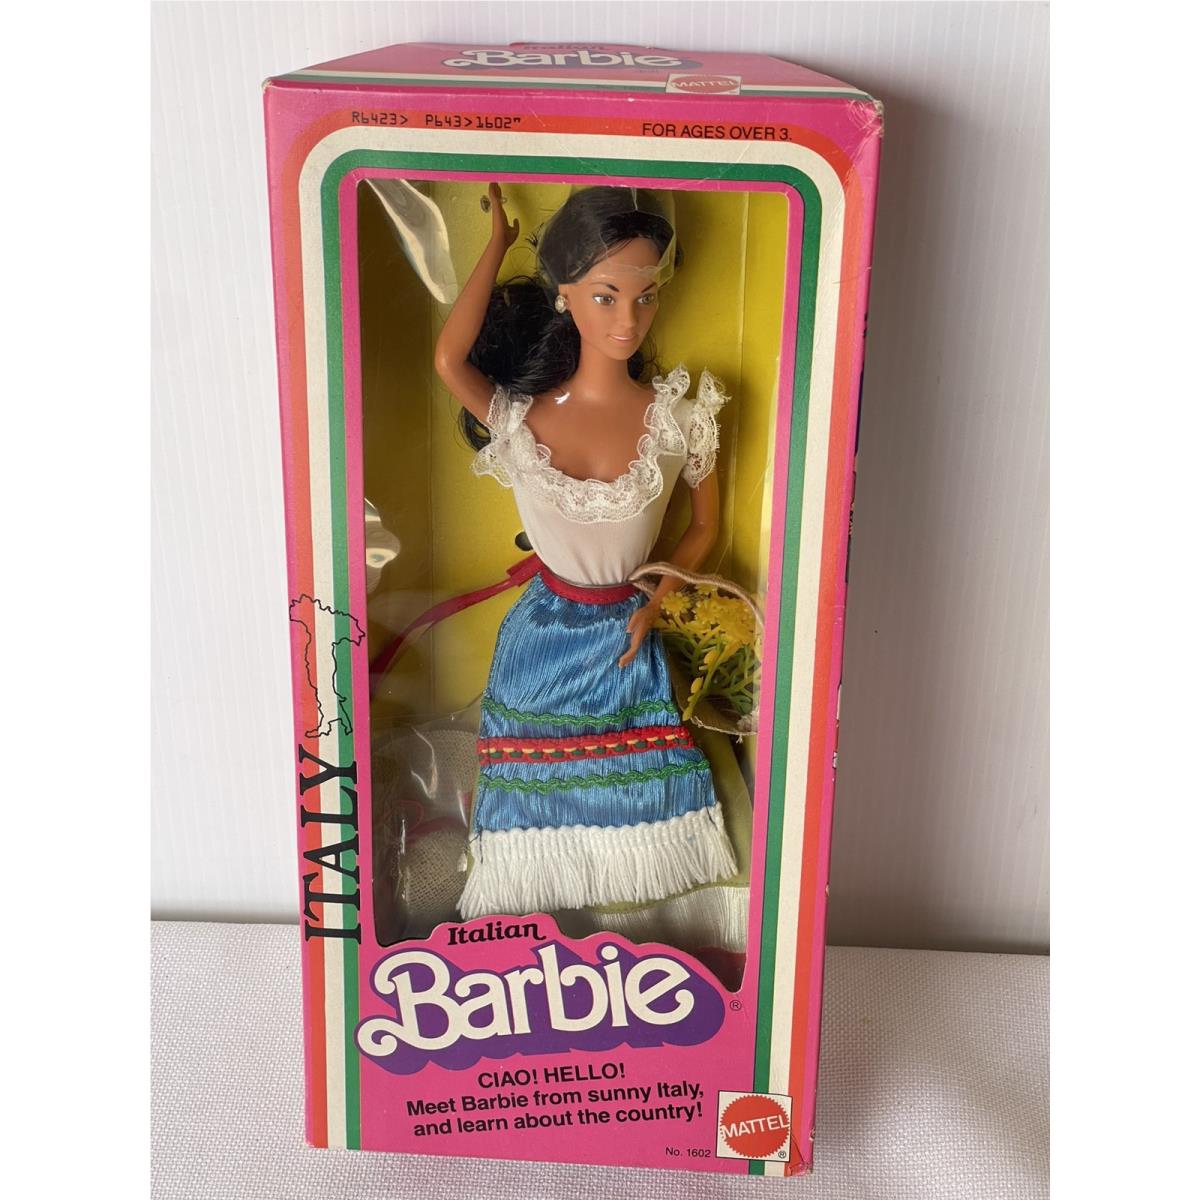 Italian
Barbie
MATTEL
R6423> P643>1602"
FOR AGES OVER 3.
ITALY
Italian
Barbie®
CIAO! HELLO!
Meet Barbie from sunny Italy,
and learn about the country!
MATTEL®
No. 1602